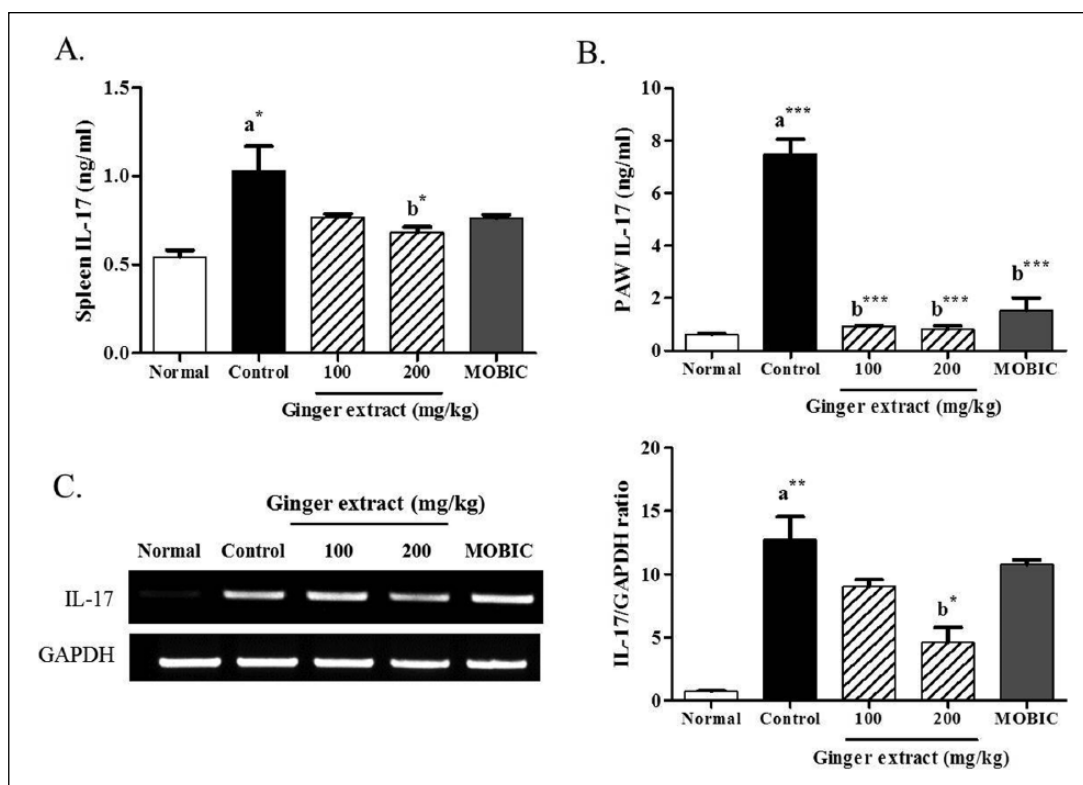 A.
Spleen IL-17 (ng/ml)
1.5
1.0
0.5
0.0
a*
b*
Normal Control 100 200 MOBIC
Ginger extract (mg/kg)
B.
PAW IL-17 (ng/ml)
10
8
6
4
2
0
a***
b***
b***
b***
Normal Control 100 200 MOBIC
Ginger extract (mg/kg)
C.
Ginger extract (mg/kg)
Normal Control 100 200 MOBIC
IL-17
GAPDH
IL-17/GAPDH ratio
20
15
10
5
0
a**
b*
Normal Control 100 200 MOBIC
Ginger extract (mg/kg)